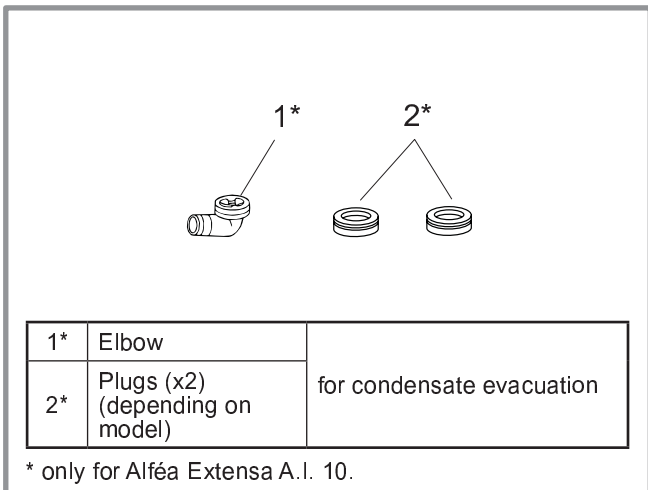 1* 2*
1* Elbow
2* Plugs (x2)
(depending on
model)
for condensate evacuation
* only for Alféa Extensa A.I. 10.